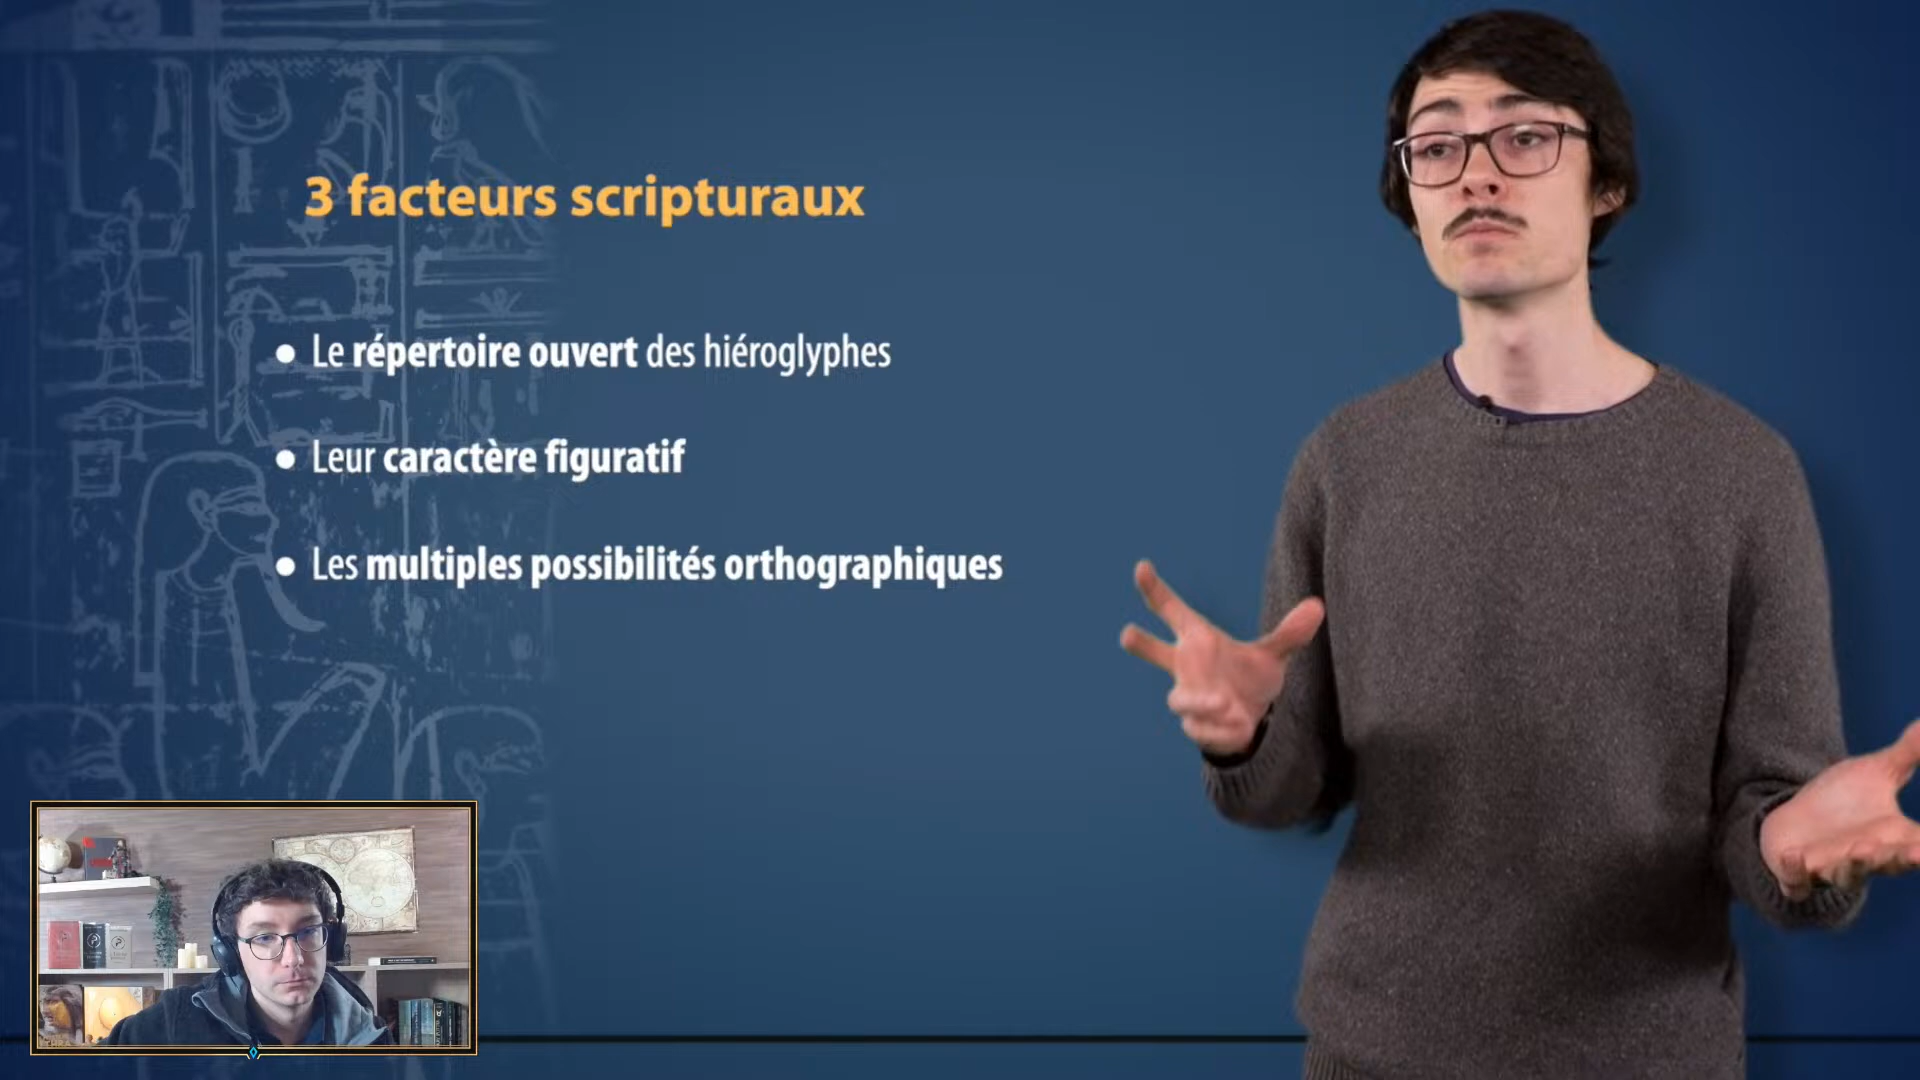 3 facteurs scripturaux
● Le répertoire ouvert des hiéroglyphes
● Leur caractère figuratif
● Les multiples possibilités orthographiques